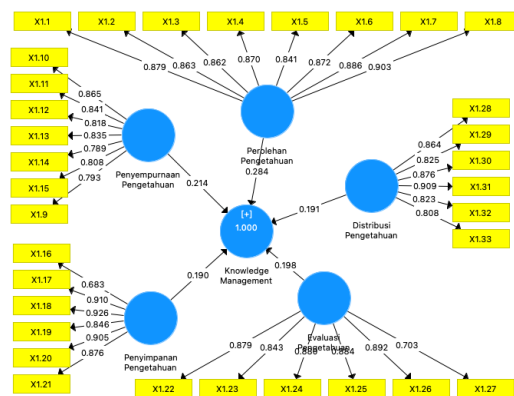 X1.1 X1.2 X1.3 X1.4 X1.5 X1.6 X1.7 X1.8
0.879 0.863 0.862 0.870 0.841 0.872 0.886 0.903
X1.10
X1.11
X1.12
X1.13
X1.14
X1.15
X1.9
0.865
0.841
0.818
0.835
0.789
0.808
0.793
Penyempurnaan
Pengetahuan
0.214
Perolehan
Pengetahuan
0.284
X1.28
X1.29
X1.30
X1.31
X1.32
X1.33
0.864
0.825
0.876
0.909
0.823
0.808
Distribusi
Pengetahuan
0.191
[+]
1.000
Knowledge
Management
X1.16
X1.17
X1.18
X1.19
X1.20
X1.21
0.683
0.910
0.926
0.846
0.905
0.876
Penyimpanan
Pengetahuan
0.190
0.198
Evaluasi
Pengetahuan
0.879 0.843 0.884 0.892 0.703
X1.22 X1.23 X1.24 X1.25 X1.26 X1.27